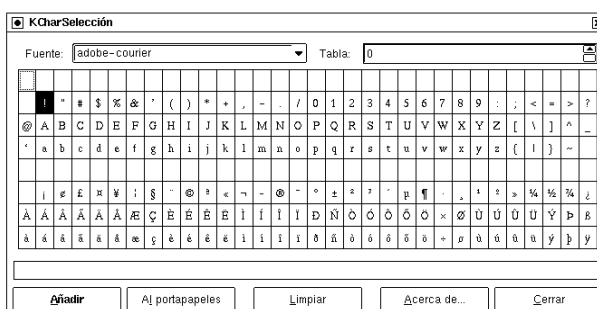 KCharSelección
Fuente: adobe-courier Tabla: 0
! " # $ % & ' ( ) * + , - . / 0 1 2 3 4 5 6 7 8 9 : ; < = > ?
@ A B C D E F G H I J K L M N O P Q R S T U V W X Y Z [ \ ] ^ _
‘ a b c d e f g h i j k l m n o p q r s t u v w x y z { | } ~
¡ ¢ £ ¤ ¥ ¦ § ¨ © ª « ¬ - ® ¯ ° ± ² ³ ´ µ ¶ · ¸ ¹ º » ¼ ½ ¾ ¿
À Á Â Ã Ä Å Æ Ç È É Ê Ë Ì Í Î Ï Ð Ñ Ò Ó Ô Õ Ö × Ø Ù Ú Û Ü Ý Þ ß
à á â ã ä å æ ç è é ê ë ì í î ï ð ñ ò ó ô õ ö ÷ ø ù ú û ü ý þ ÿ
Añadir Al portapapeles Limpiar Acerca de... Cerrar